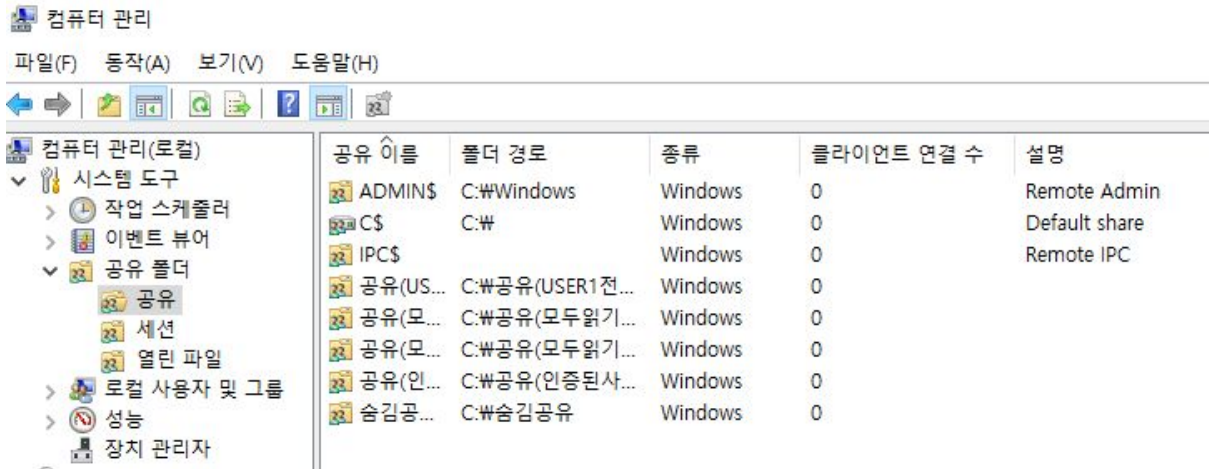 컴퓨터 관리
파일(F) 동작(A) 보기(V) 도움말(H)
컴퓨터 관리(로컬)
시스템 도구
작업 스케줄러
이벤트 뷰어
공유 폴더
공유
세션
열린 파일
로컬 사용자 및 그룹
성능
장치 관리자
공유 이름 폴더 경로 종류 클라이언트 연결 수 설명
ADMIN$ C:₩Windows Windows 0 Remote Admin
C$ C:₩ Windows 0 Default share
IPC$ Windows 0 Remote IPC
공유(US... C:₩공유(USER1전... Windows 0
공유(모... C:₩공유(모두읽기... Windows 0
공유(모... C:₩공유(모두읽기... Windows 0
공유(인... C:₩공유(인증된사... Windows 0
숨김공... C:₩숨김공유 Windows 0